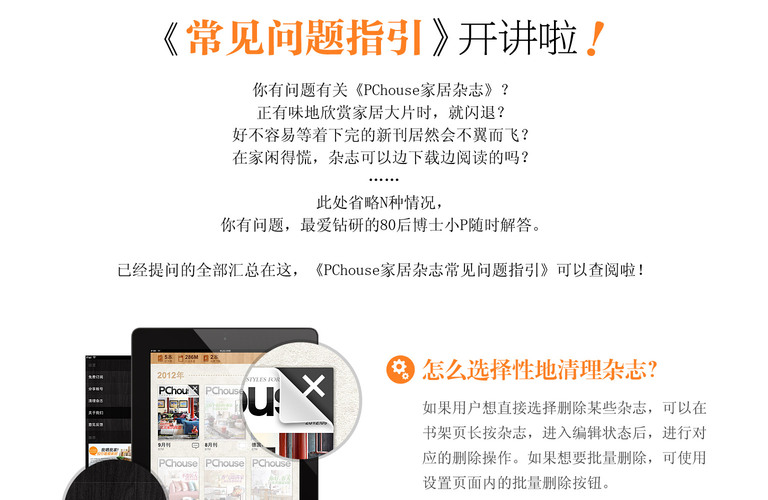 《常见问题指引》开讲啦！
你有问题有关《PChouse家居杂志》？
正有味地欣赏家居大片时，就闪退？
好不容易等着下完的新刊居然会不翼而飞？
在家闲得慌，杂志可以边下载边阅读的吗？
……
此处省略N种情况，
你有问题，最爱钻研的80后博士小P随时解答。
已经提问的全部汇总在这，《PChouse家居杂志常见问题指引》可以查阅啦！
2012年
PChouse
9月刊
8月刊
PChouse
PChouse
PChouse
怎么选择性地清理杂志？
如果用户想直接选择删除某些杂志，可以在
书架页长按杂志，进入编辑状态后，进行对
应的删除操作。如果想要批量删除，可使用
设置页面内的批量删除按钮。